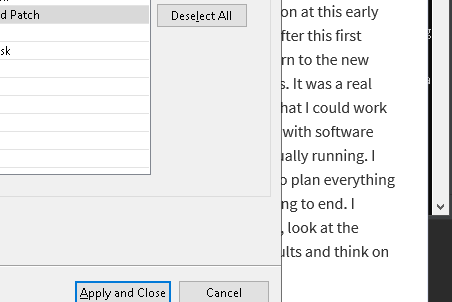 d Patch
Deselect All
sk
Apply and Close
Cancel
on at this early
fter this first
rn to the new
s. It was a real
hat I could work
with software
ually running. I
o plan everything
ng to end. I
, look at the
ults and think on